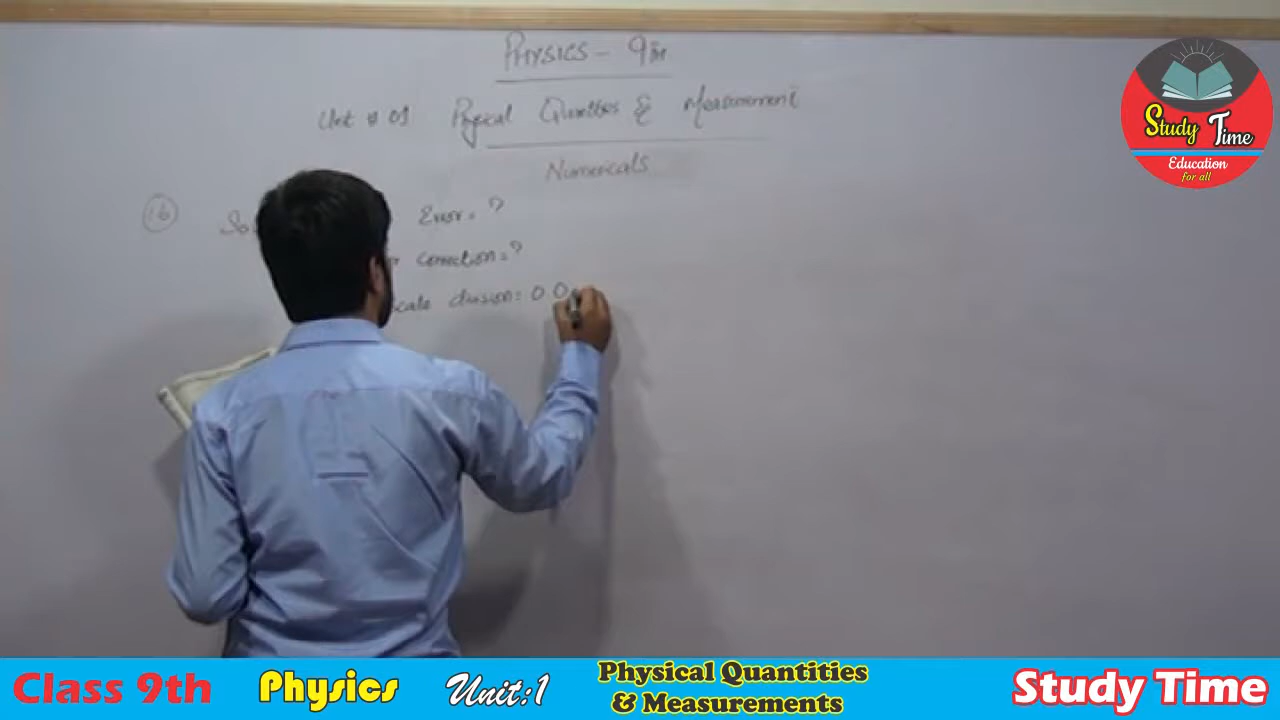 PHYSICS - 9th
Unit # 01 Physical Quantities & Measurement
Numericals
16 So
Error = ?
correction = ?
scale division = 0.0
Study Time
Education
for all
Class 9th Physics Unit:1 Physical Quantities
& Measurements
Study Time